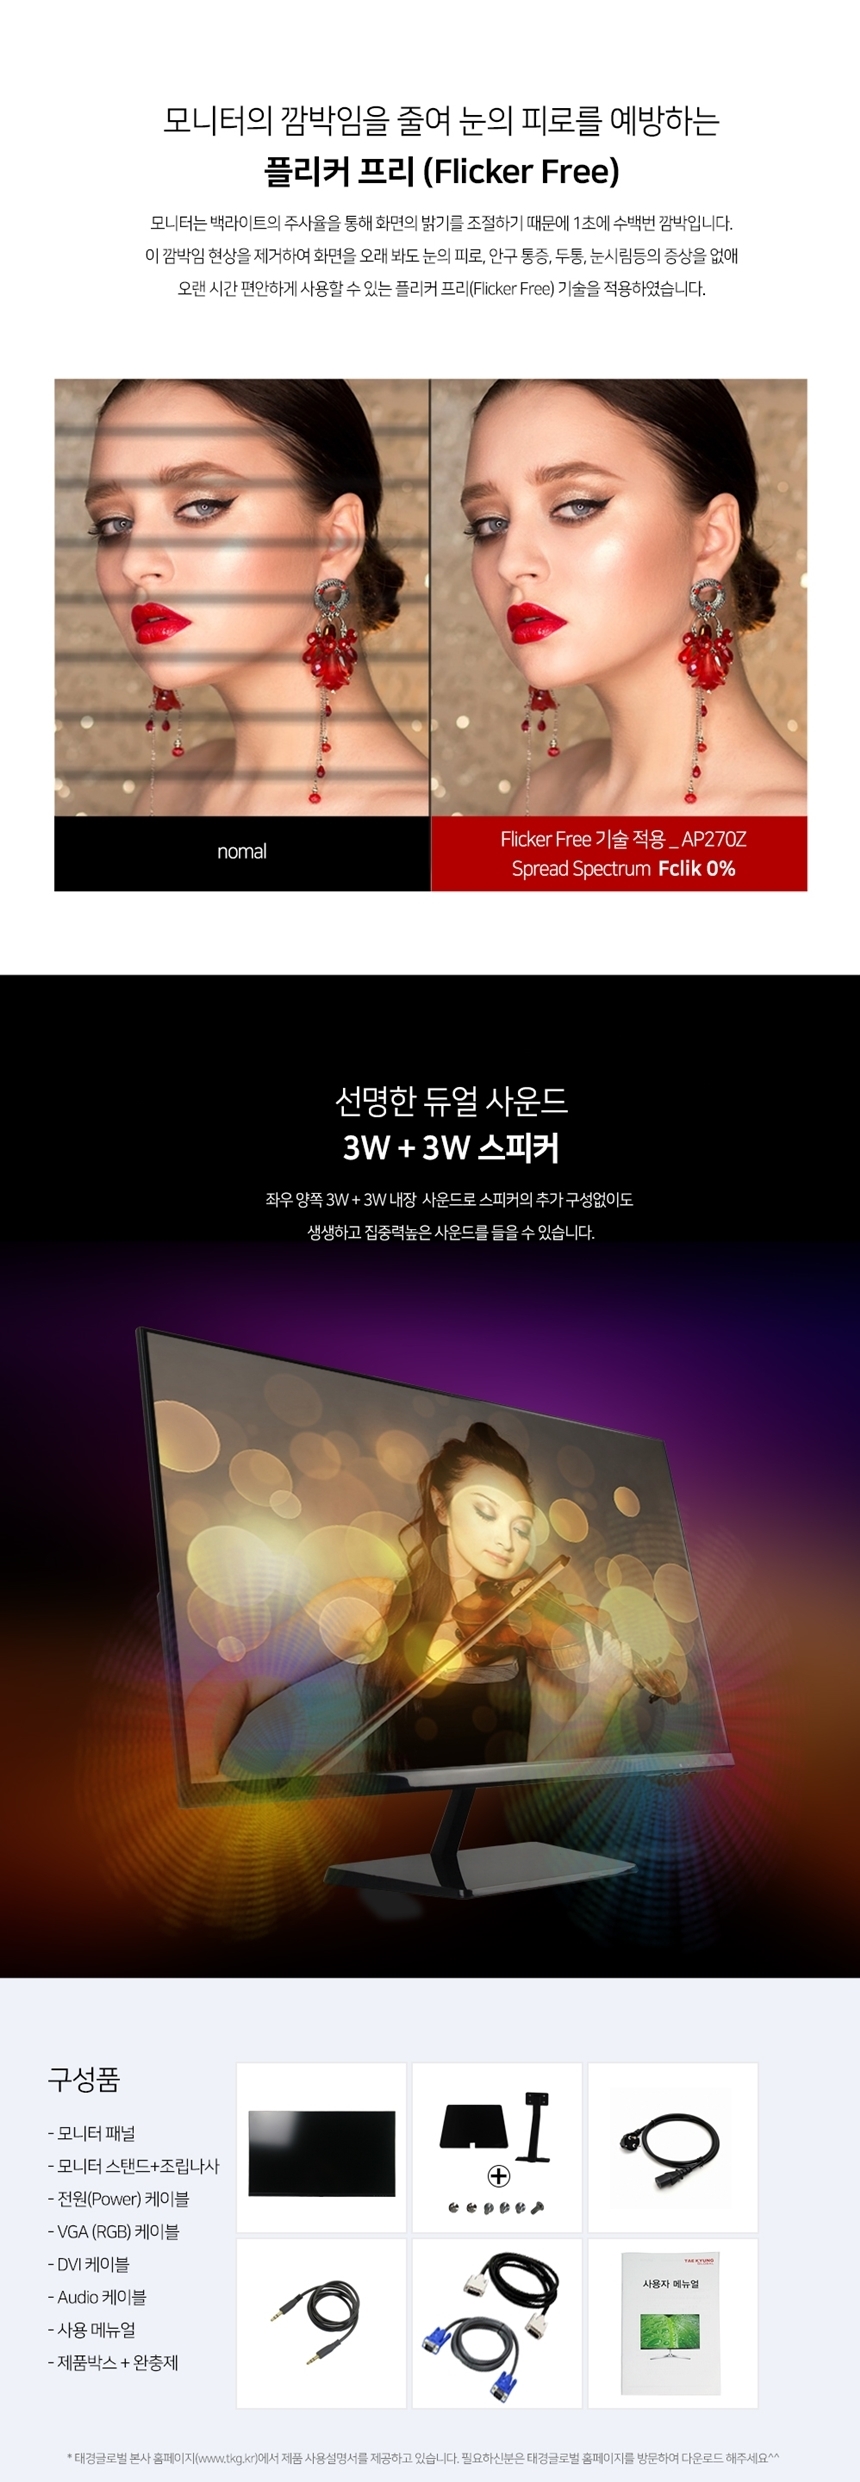 모니터의 깜박임을 줄여 눈의 피로를 예방하는
플리커 프리 (Flicker Free)
모니터는 백라이트의 주사율을 통해 화면의 밝기를 조절하기 때문에 1초에 수백번 깜박입니다.
이 깜박임 현상을 제거하여 화면을 오래 봐도 눈의 피로, 안구 통증, 두통, 눈시림등의 증상을 없애
오랜 시간 편안하게 사용할 수 있는 플리커 프리(Flicker Free) 기술을 적용하였습니다.
nomal
Flicker Free 기술 적용 _ AP270Z
Spread Spectrum Fclik 0%
선명한 듀얼 사운드
3W + 3W 스피커
좌우 양쪽 3W + 3W 내장 사운드로 스피커의 추가 구성없이도
생생하고 집중력높은 사운드를 들을 수 있습니다.
구성품
- 모니터 패널
- 모니터 스탠드+조립나사
- 전원(Power) 케이블
- VGA (RGB) 케이블
- DVI 케이블
- Audio 케이블
- 사용 메뉴얼
- 제품박스 + 완충제
TAEKYUNG
사용자 메뉴얼
* 태경글로벌 본사 홈페이지(www.tkg.kr)에서 제품 사용설명서를 제공하고 있습니다. 필요하신분은 태경글로벌 홈페이지를 방문하여 다운로드 해주세요^^